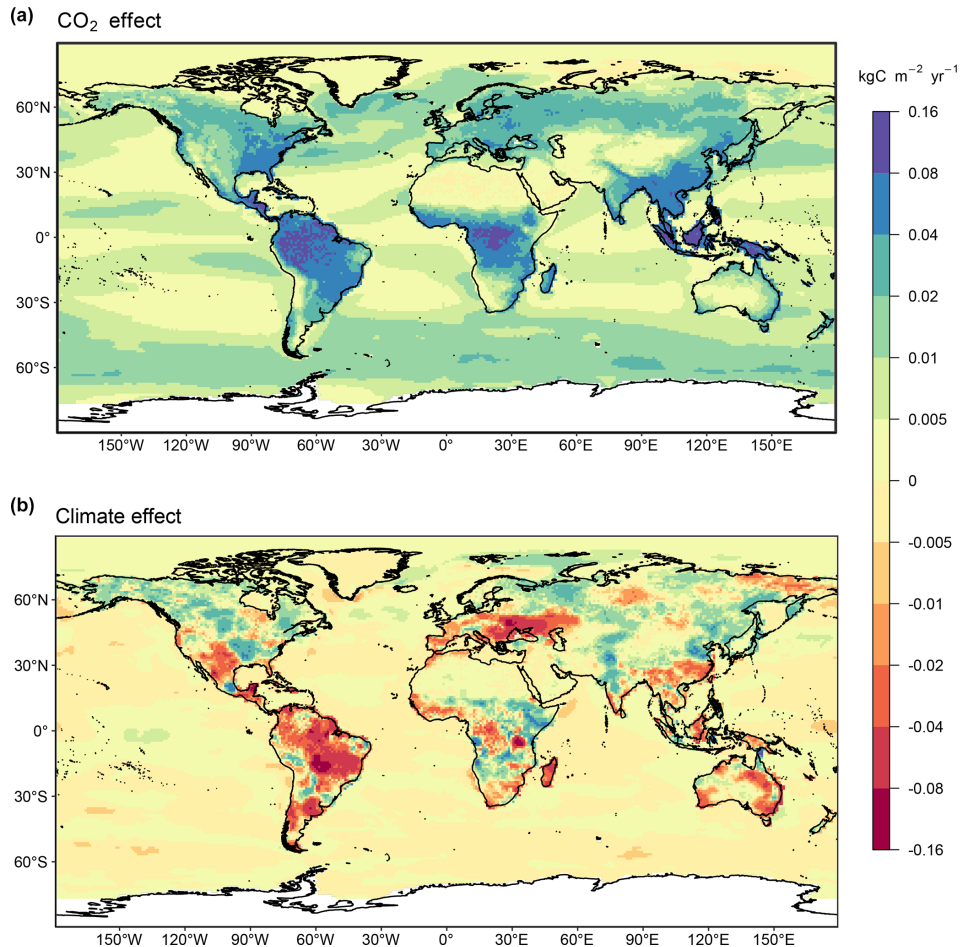 (a) CO₂ effect
kgC m⁻² yr⁻¹
60°N
30°N
0°
30°S
60°S
150°W 120°W 90°W 60°W 30°W 0° 30°E 60°E 90°E 120°E 150°E
0.16
0.08
0.04
0.02
0.01
0.005
0
-0.005
-0.01
-0.02
-0.04
-0.08
-0.16
(b) Climate effect
60°N
30°N
0°
30°S
60°S
150°W 120°W 90°W 60°W 30°W 0° 30°E 60°E 90°E 120°E 150°E